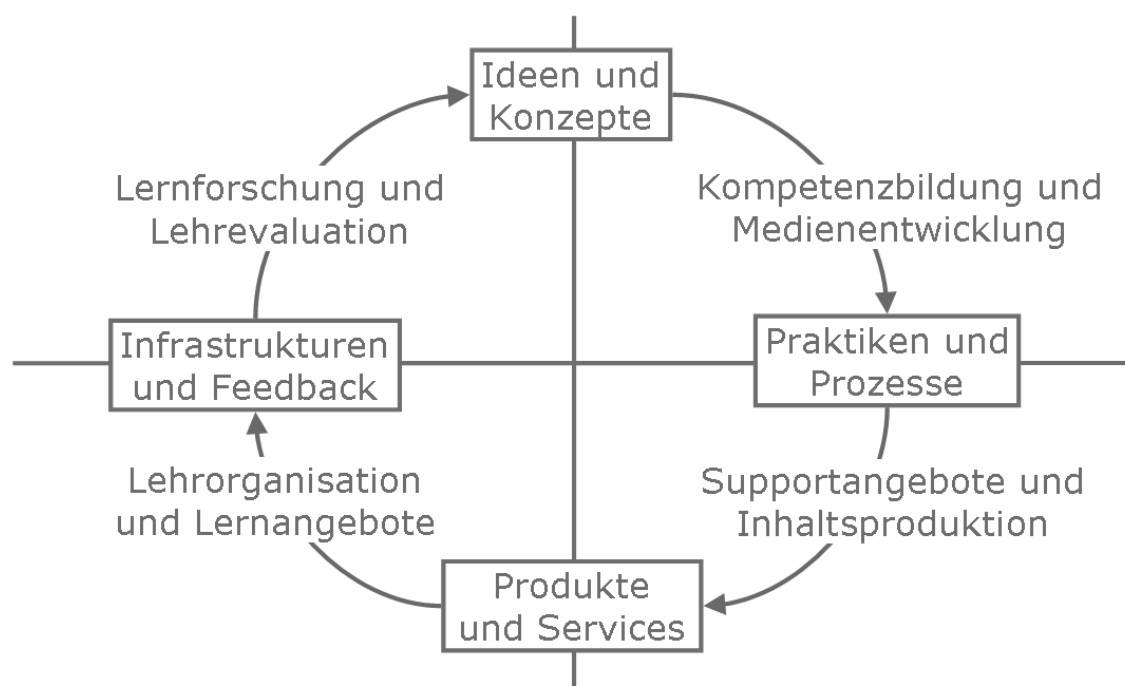 Ideen und
Konzepte
Lernforschung und
Lehrevaluation
Kompetenzbildung und
Medienentwicklung
Infrastrukturen
und Feedback
Praktiken und
Prozesse
Lehrorganisation
und Lernangebote
Supportangebote und
Inhaltsproduktion
Produkte
und Services